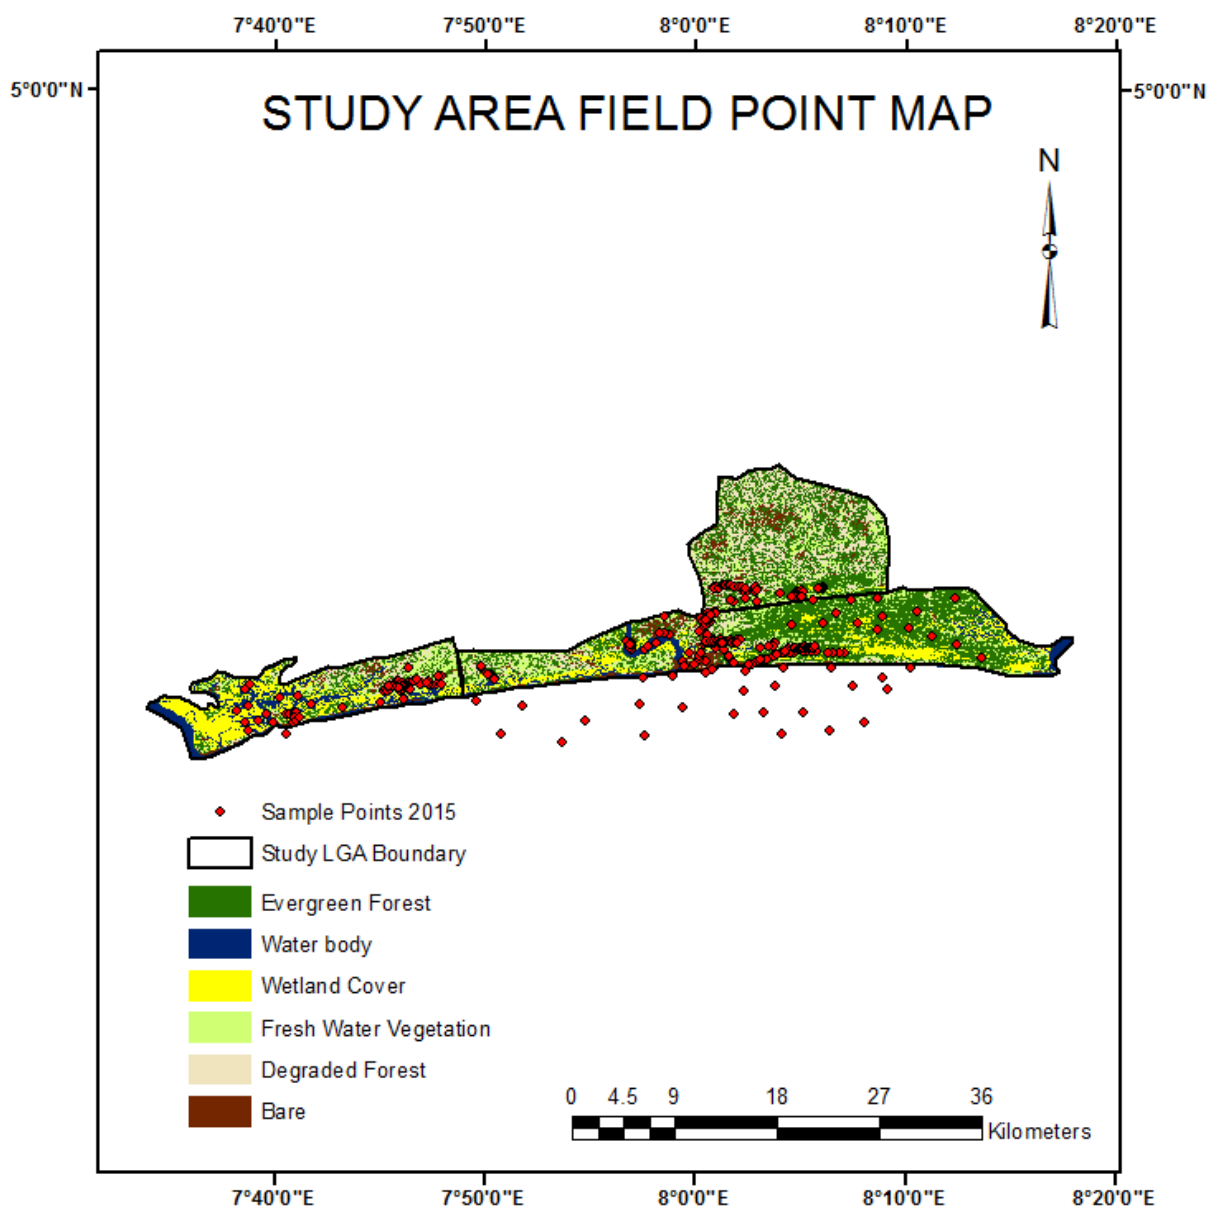 7°40'0"E 7°50'0"E 8°0'0"E 8°10'0"E 8°20'0"E
5°0'0"N 5°0'0"N
STUDY AREA FIELD POINT MAP
N
Sample Points 2015
Study LGA Boundary
Evergreen Forest
Water body
Wetland Cover
Fresh Water Vegetation
Degraded Forest
Bare
0 4.5 9 18 27 36
Kilometers
7°40'0"E 7°50'0"E 8°0'0"E 8°10'0"E 8°20'0"E